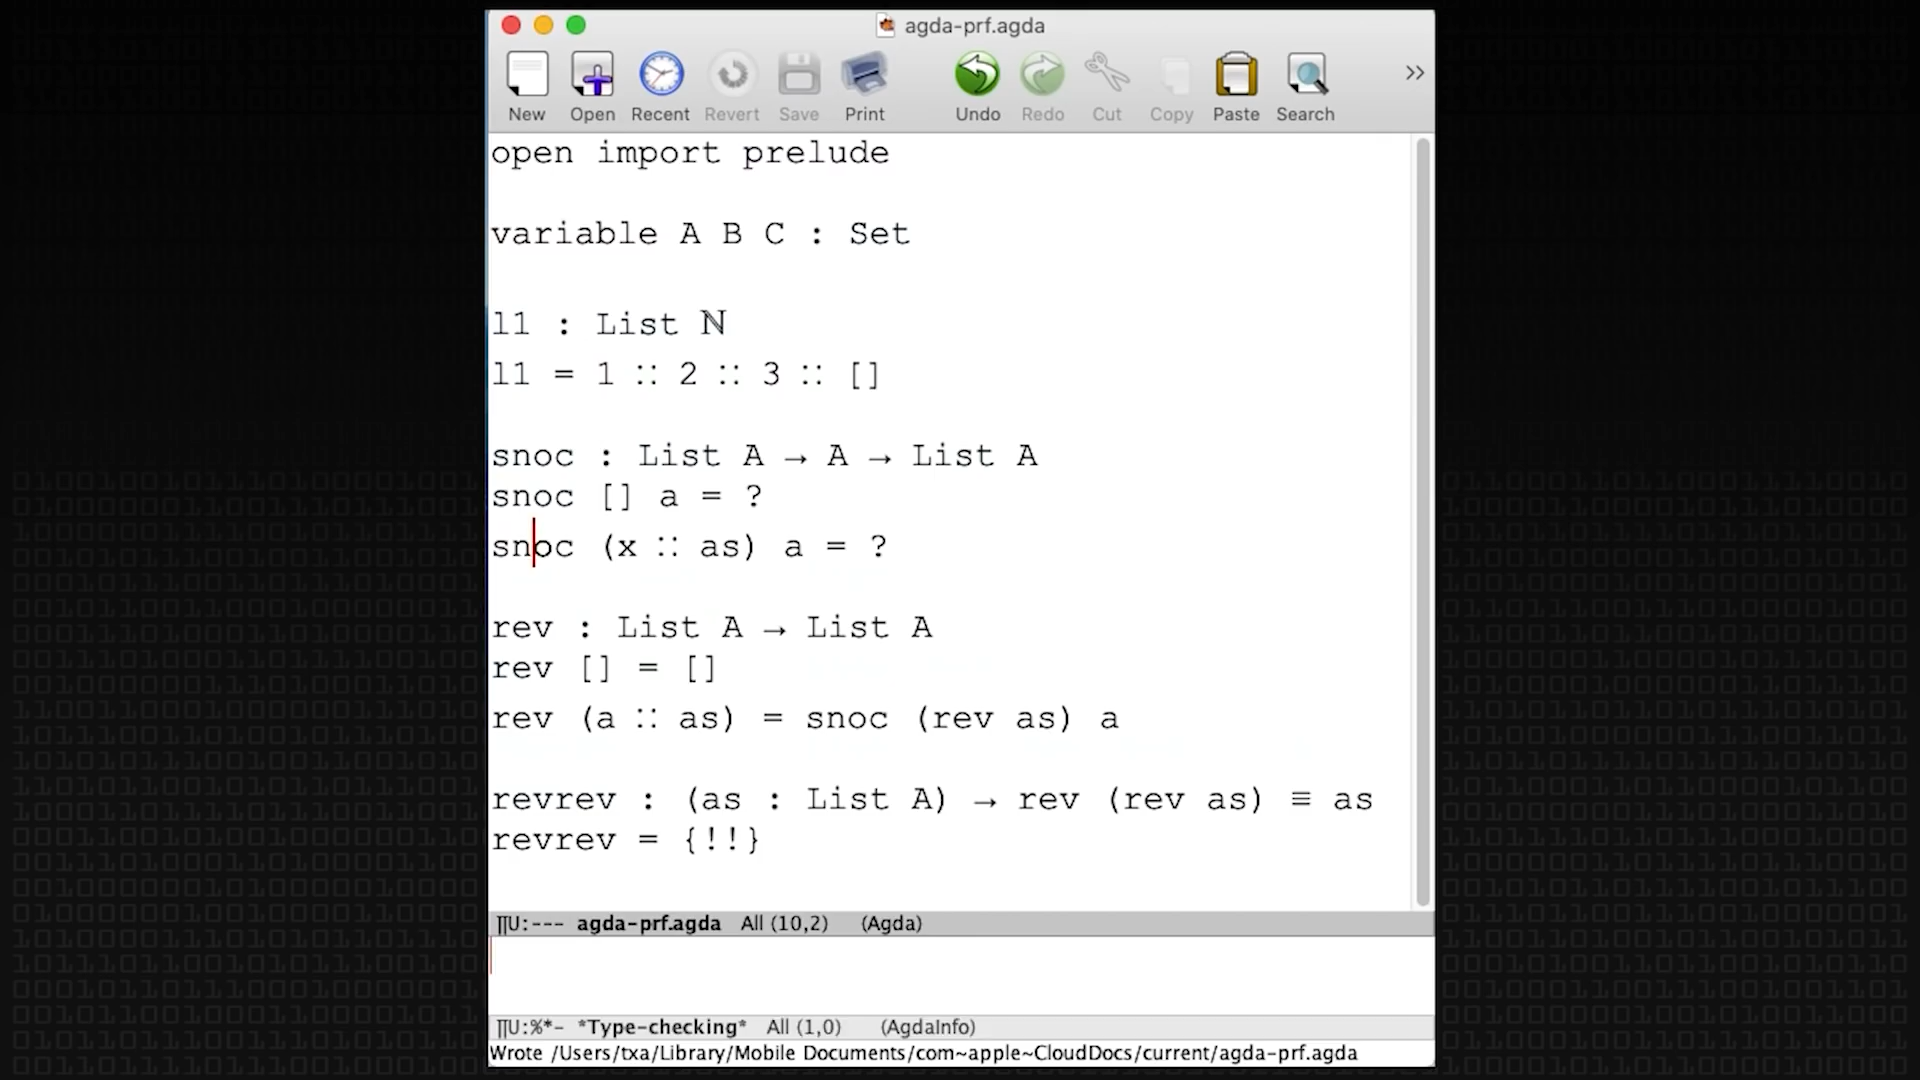 agda-prf.agda
New Open Recent Revert Save Print Undo Redo Cut Copy Paste Search
open import prelude
variable A B C : Set
l1 : List ℕ
l1 = 1 ∷ 2 ∷ 3 ∷ []
snoc : List A → A → List A
snoc [] a = ?
snoc (x ∷ as) a = ?
rev : List A → List A
rev [] = []
rev (a ∷ as) = snoc (rev as) a
revrev : (as : List A) → rev (rev as) ≡ as
revrev = {!!}
U:--- agda-prf.agda All (10,2) (Agda)
U:%*- *Type-checking* All (1,0) (AgdaInfo)
Wrote /Users/txa/Library/Mobile Documents/com~apple~CloudDocs/current/agda-prf.agda